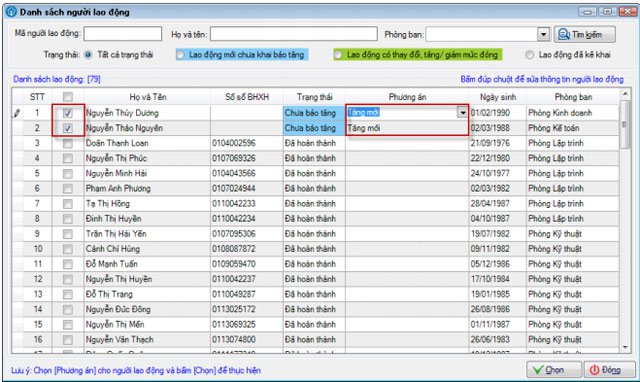 Danh sách người lao động
Mã người lao động: Họ và tên: Phòng ban: Tìm kiếm
Trạng thái: Tất cả trạng thái Lao động mới chưa khai báo tăng Lao động có thay đổi, tăng/ giảm mức đóng Lao động đã kê khai
Danh sách lao động: [79] Bấm đúp chuột để sửa thông tin người lao động
STT Họ và Tên Số sổ BHXH Trạng thái Phương án Ngày sinh Phòng ban
1 Nguyễn Thùy Dương Chưa báo tăng Tăng mới 01/02/1990 Phòng Kinh doanh
2 Nguyễn Thảo Nguyên Chưa báo tăng Tăng mới 02/03/1988 Phòng Kế toán
3 Doãn Thanh Loan 0104002596 Đã hoàn thành 21/09/1976 Phòng Lập trình
4 Nguyễn Thị Phúc 0107069326 Đã hoàn thành 22/12/1980 Phòng Lập trình
5 Nguyễn Minh Hải 0104043566 Đã hoàn thành 24/10/1977 Phòng Lập trình
6 Phạm Anh Phương 0107024944 Đã hoàn thành 02/03/1982 Phòng Lập trình
7 Tạ Thị Hồng 0110042233 Đã hoàn thành 28/04/1987 Phòng Lập trình
8 Đinh Thị Huyền 0110042234 Đã hoàn thành 04/10/1987 Phòng Lập trình
9 Trần Thị Hải Yến 0107095306 Đã hoàn thành 19/07/1982 Phòng Kỹ thuật
10 Cảnh Chí Hùng 0108087872 Đã hoàn thành 09/11/1982 Phòng Kỹ thuật
11 Đỗ Mạnh Tuấn 0109059470 Đã hoàn thành 05/12/1986 Phòng Kỹ thuật
12 Nguyễn Thị Huyền 0110042237 Đã hoàn thành 17/10/1984 Phòng Kỹ thuật
13 Đỗ Thị Trang 0110049287 Đã hoàn thành 19/01/1985 Phòng Kỹ thuật
14 Nguyễn Đức Đông 0113025172 Đã hoàn thành 26/08/1986 Phòng Kỹ thuật
15 Nguyễn Thị Mến 0113069325 Đã hoàn thành 01/11/1987 Phòng Kỹ thuật
16 Nguyễn Văn Thạch 0113074800 Đã hoàn thành 26/06/1983 Phòng Kỹ thuật
Lưu ý: Chọn [Phương án] cho người lao động và bấm [Chọn] để thực hiện Chọn Đóng